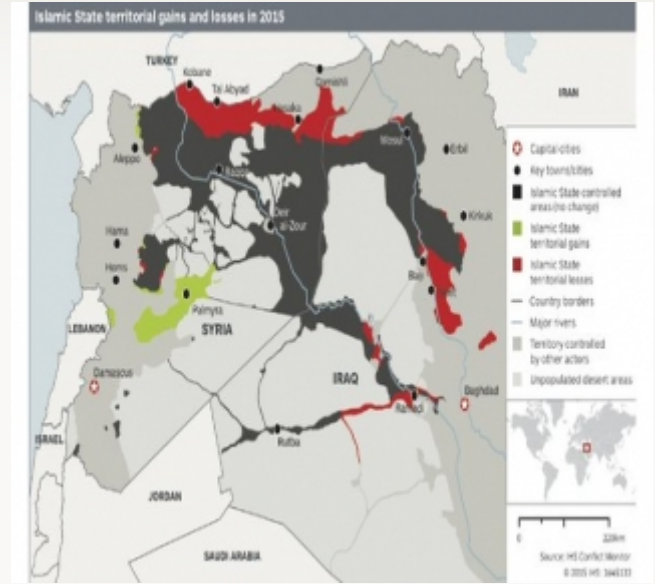 Islamic State territorial gains and losses in 2015
TURKEY
Kobane
Tal Abyad
Qamishli
IRAN
Aleppo
Raqqa
Mosul
Erbil
Deir
al-Zour
Kirkuk
Hama
Homs
Baiji
Palmyra
LEBANON
SYRIA
Damascus
IRAQ
Ramadi
Baghdad
ISRAEL
Rutba
JORDAN
SAUDI ARABIA
Capital cities
Key towns/cities
Islamic State controlled
areas (no change)
Islamic State
territorial gains
Islamic State
territorial losses
Country borders
Major rivers
Territory controlled
by other actors
Unpopulated desert areas
0
220km
Source: IHS Conflict Monitor
© 2015 IHS: